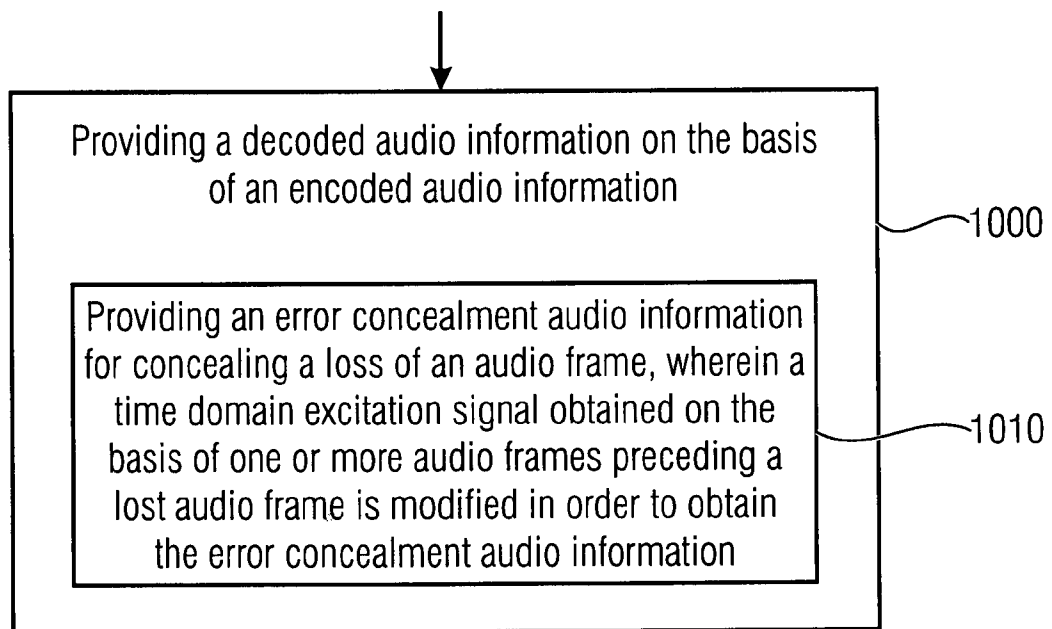 Providing a decoded audio information on the basis
of an encoded audio information
1000
Providing an error concealment audio information
for concealing a loss of an audio frame, wherein a
time domain excitation signal obtained on the
basis of one or more audio frames preceding a
lost audio frame is modified in order to obtain
the error concealment audio information
1010